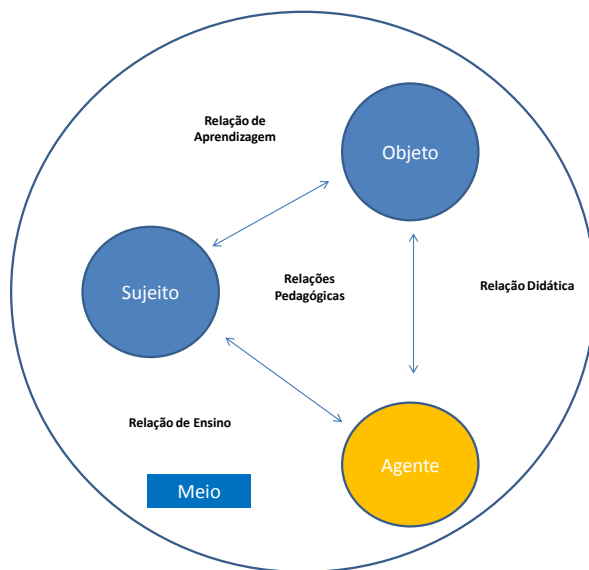 Relação de
Aprendizagem
Objeto
Sujeito
Relações
Pedagógicas
Relação Didática
Relação de Ensino
Agente
Meio